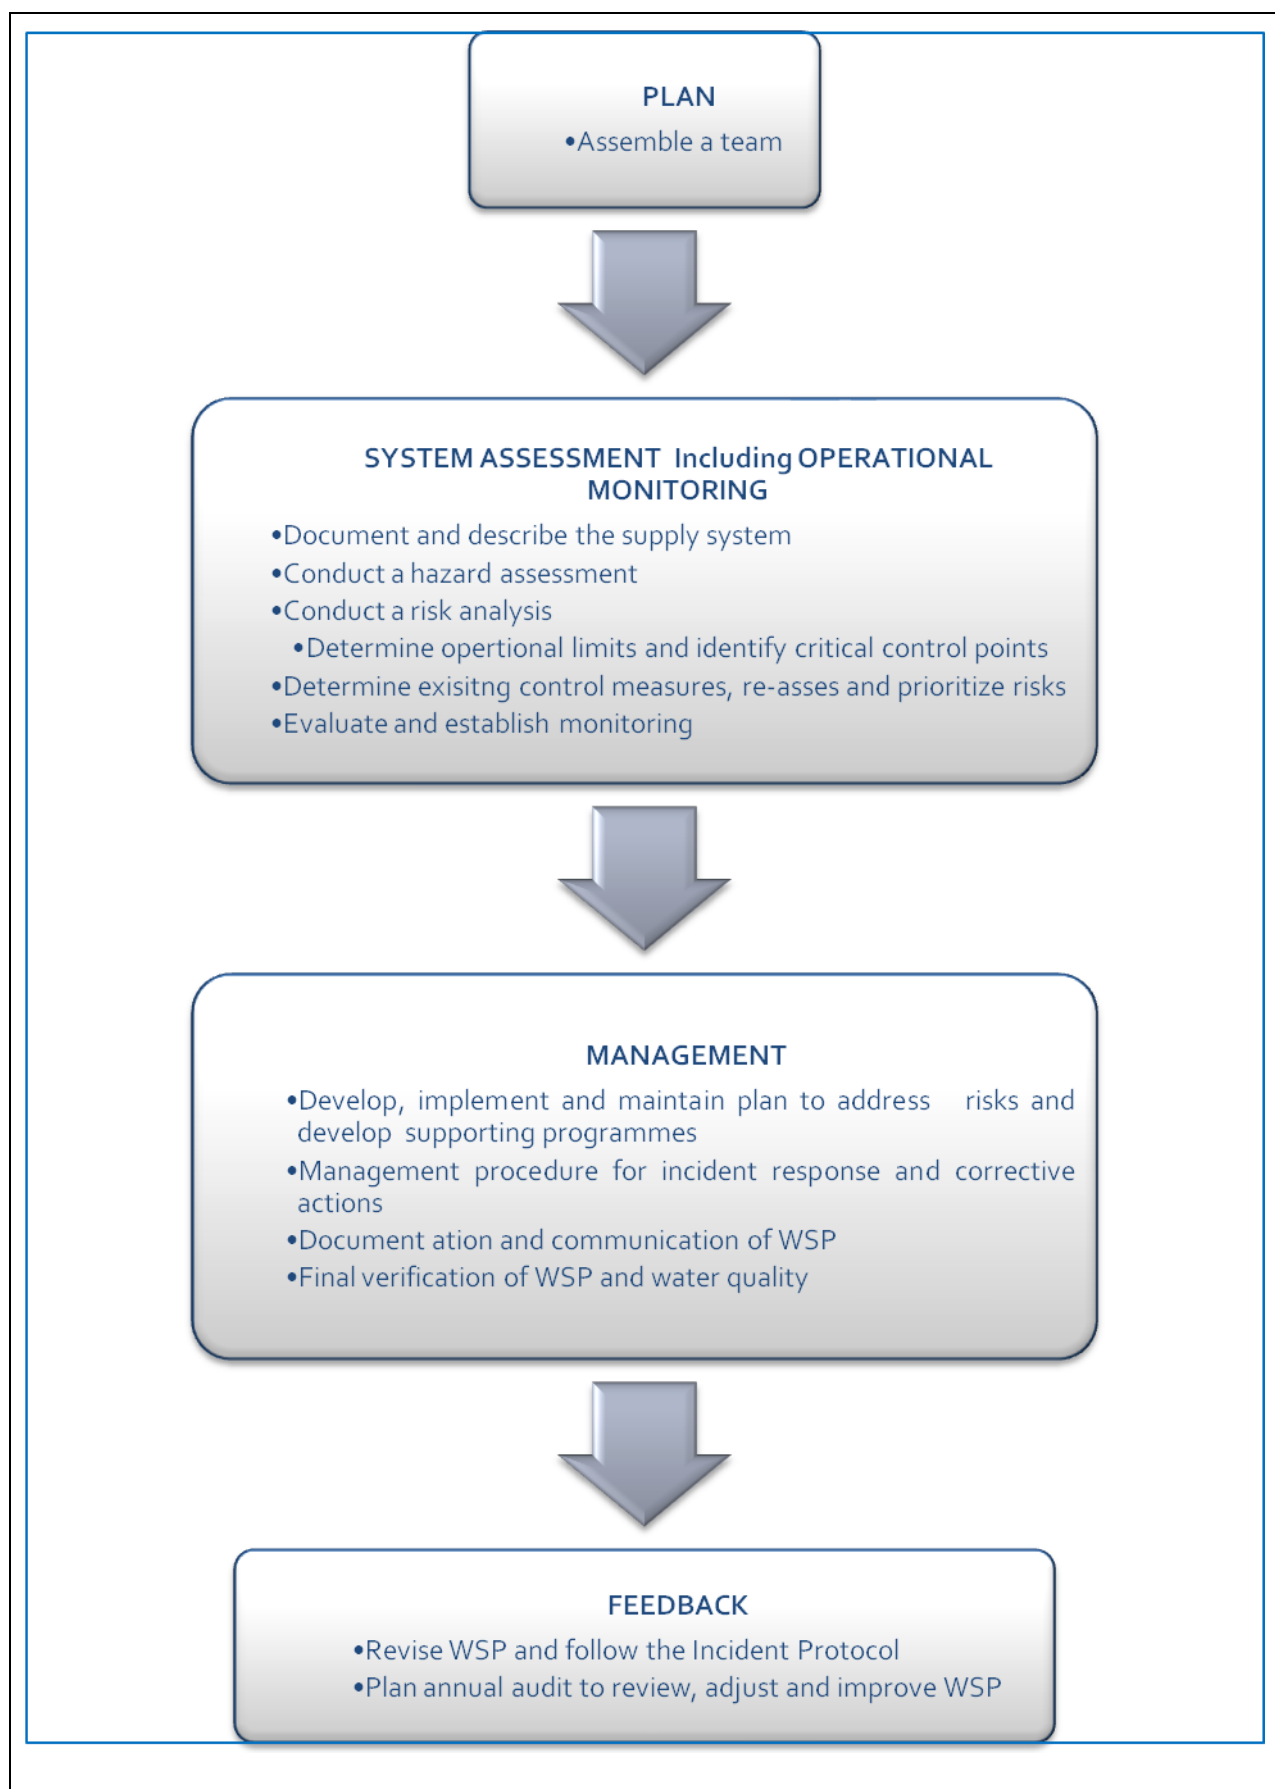 PLAN
•Assemble a team
SYSTEM ASSESSMENT Including OPERATIONAL
MONITORING
•Document and describe the supply system
•Conduct a hazard assessment
•Conduct a risk analysis
•Determine opertional limits and identify critical control points
•Determine exisitng control measures, re-asses and prioritize risks
•Evaluate and establish monitoring
MANAGEMENT
•Develop, implement and maintain plan to address risks and
develop supporting programmes
•Management procedure for incident response and corrective
actions
•Document ation and communication of WSP
•Final verification of WSP and water quality
FEEDBACK
•Revise WSP and follow the Incident Protocol
•Plan annual audit to review, adjust and improve WSP